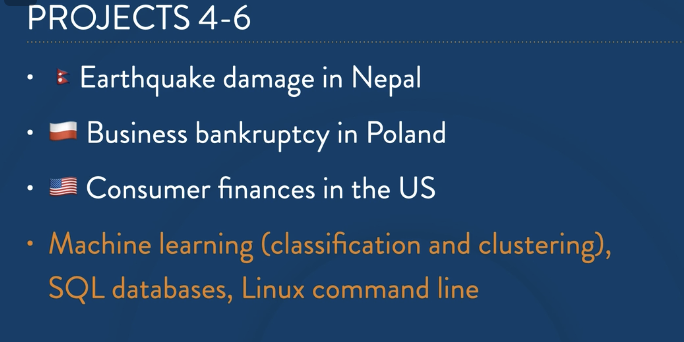 PROJECTS 4-6
• 🇳🇵 Earthquake damage in Nepal
• 🇵🇱 Business bankruptcy in Poland
• 🇺🇸 Consumer finances in the US
• Machine learning (classification and clustering),
SQL databases, Linux command line